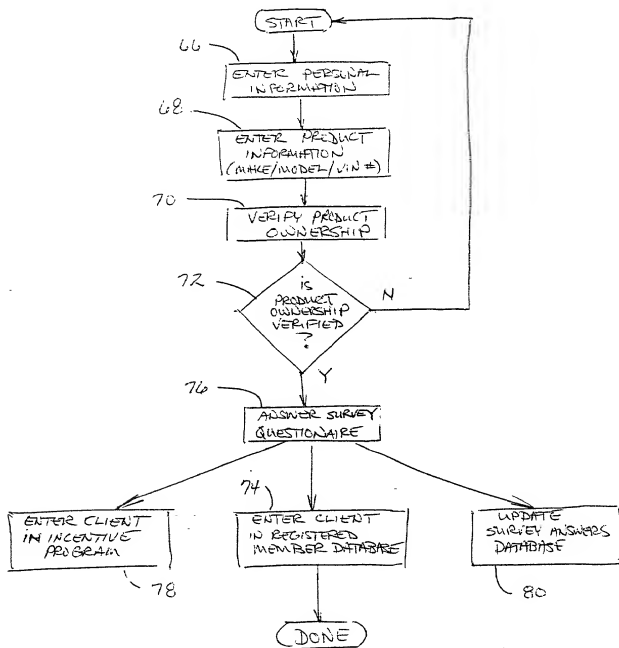 START
66
ENTER PERSONAL
INFORMATION
68
ENTER PRODUCT
INFORMATION
(MAKE/MODEL/VIN #)
70
VERIFY PRODUCT
OWNERSHIP
72
IS
PRODUCT
OWNERSHIP
VERIFIED
?
N
Y
76
ANSWER SURVEY
QUESTIONAIRE
ENTER CLIENT
IN INCENTIVE
PROGRAM
78
74
ENTER CLIENT
IN REGISTERED
MEMBER DATABASE
UPDATE
SURVEY ANSWERS
DATABASE
80
DONE